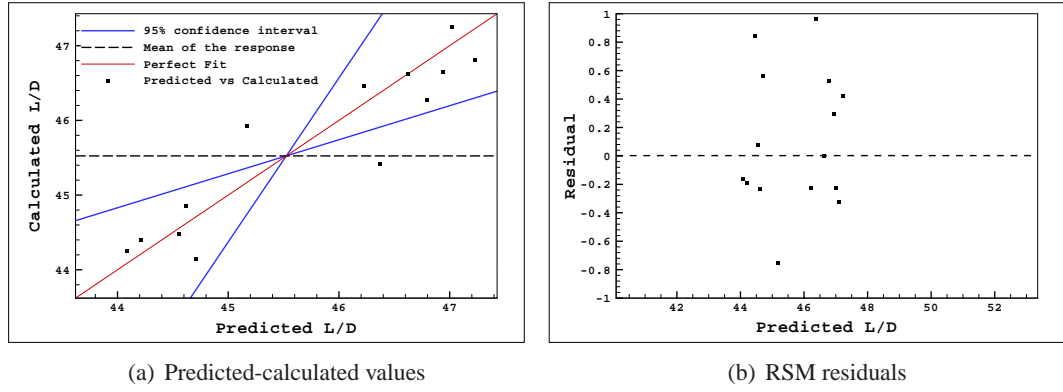 95% confidence interval
Mean of the response
Perfect Fit
Predicted vs Calculated
Calculated L/D
47
46
45
44
44
45
46
47
Predicted L/D
(a) Predicted-calculated values
Residual
1
0.8
0.6
0.4
0.2
0
-0.2
-0.4
-0.6
-0.8
-1
42
44
46
48
50
52
Predicted L/D
(b) RSM residuals